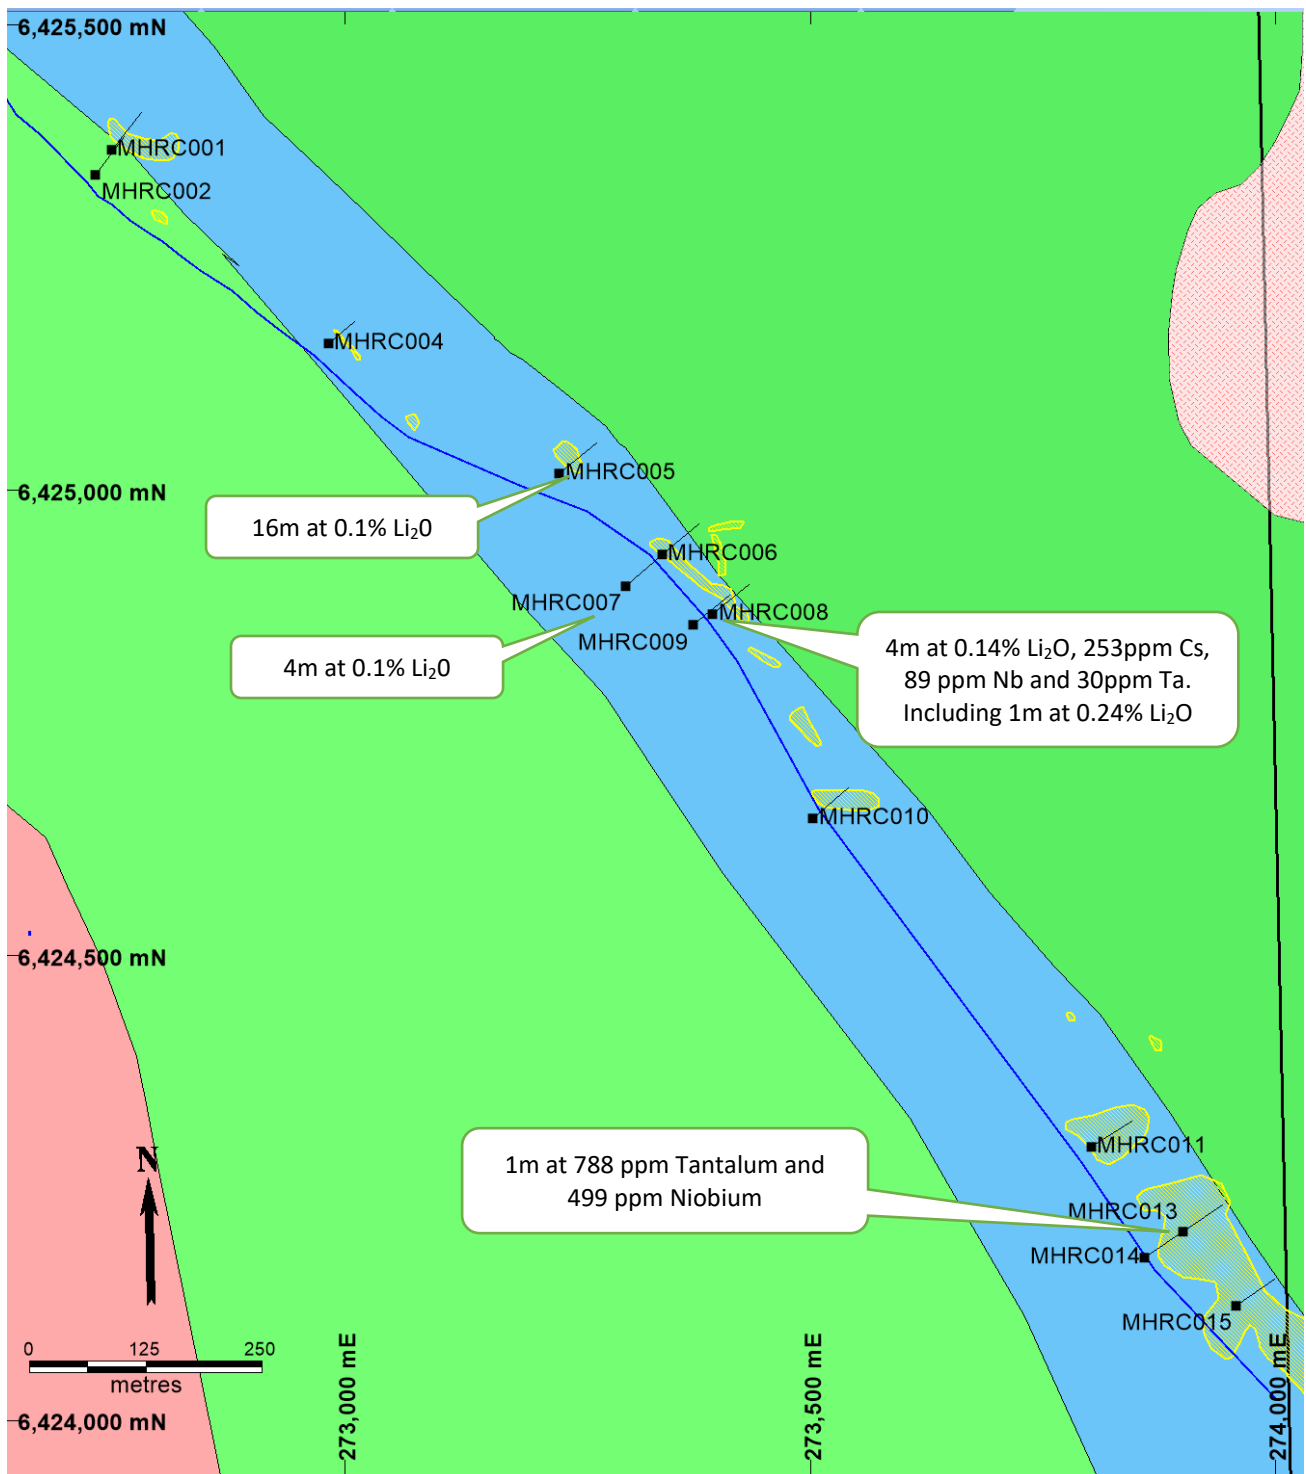 6,425,500 mN
MHRC001
MHRC002
MHRC004
MHRC005
6,425,000 mN
16m at 0.1% Li₂0
MHRC006
MHRC007
MHRC008
MHRC009
4m at 0.1% Li₂0
4m at 0.14% Li₂O, 253ppm Cs,
89 ppm Nb and 30ppm Ta.
Including 1m at 0.24% Li₂O
MHRC010
6,424,500 mN
MHRC011
1m at 788 ppm Tantalum and
499 ppm Niobium
N
MHRC013
MHRC014
MHRC015
0 125 250
metres
273,000 mE
273,500 mE
274,000 mE
6,424,000 mN